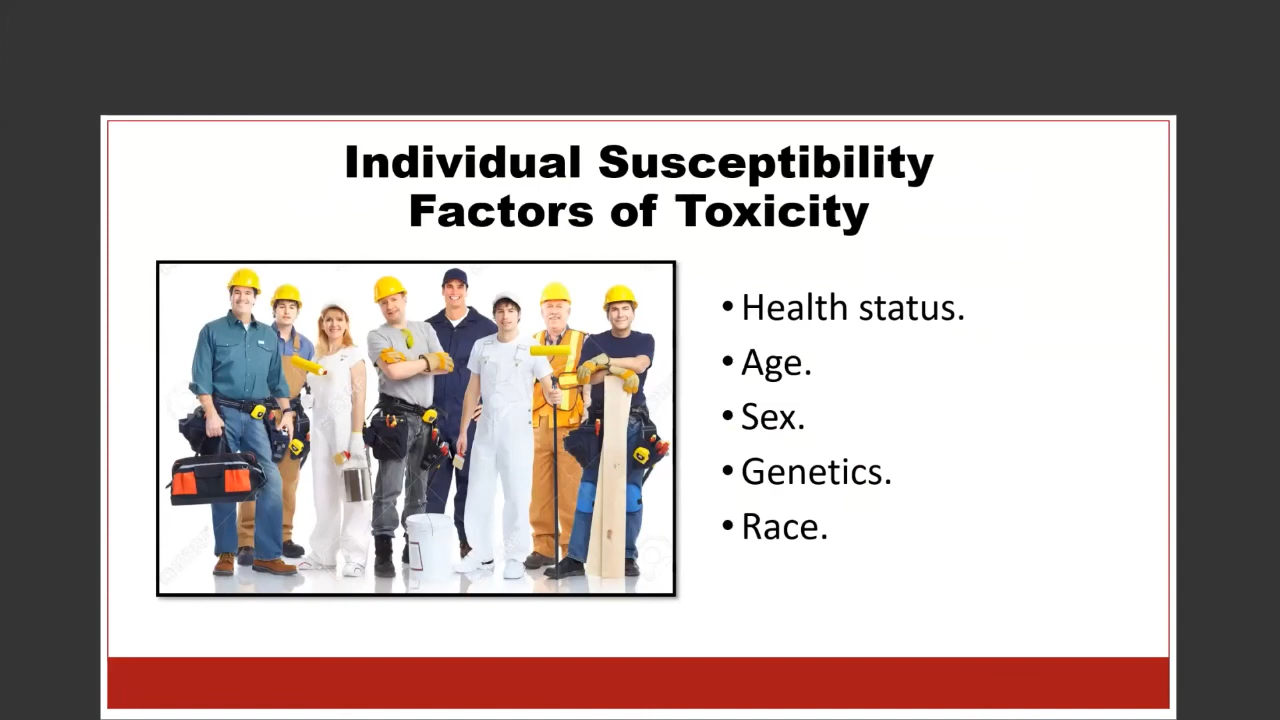 Individual Susceptibility
Factors of Toxicity
• Health status.
• Age.
• Sex.
• Genetics.
• Race.